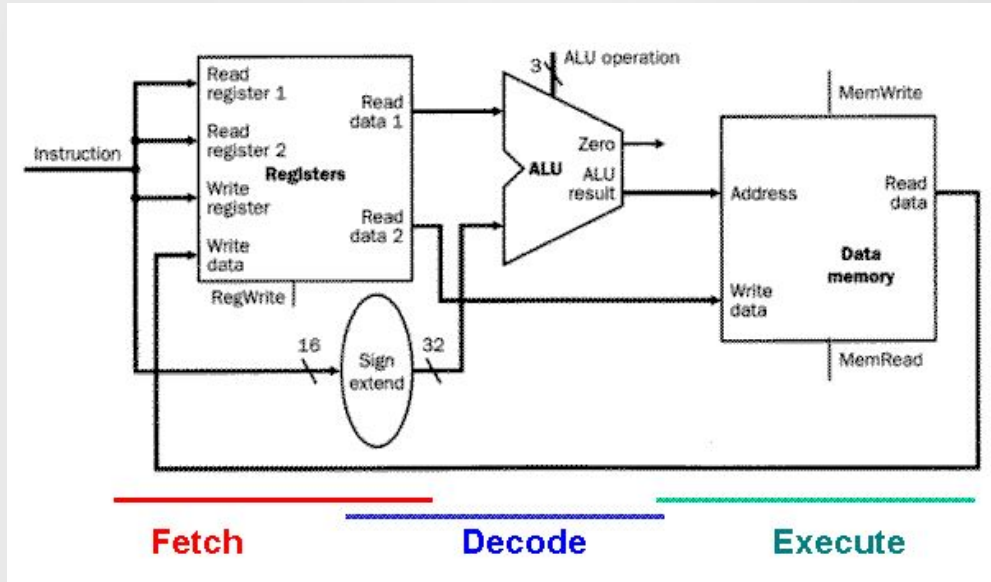 3
ALU operation
Read
register 1
Read
data 1
MemWrite
Read
register 2
Instruction
Registers
Zero
ALU
ALU
result
Write
register
Address
Read
data
Read
data 2
Write
data
Data
memory
RegWrite
Write
data
16
Sign
extend
32
MemRead
Fetch
Decode
Execute